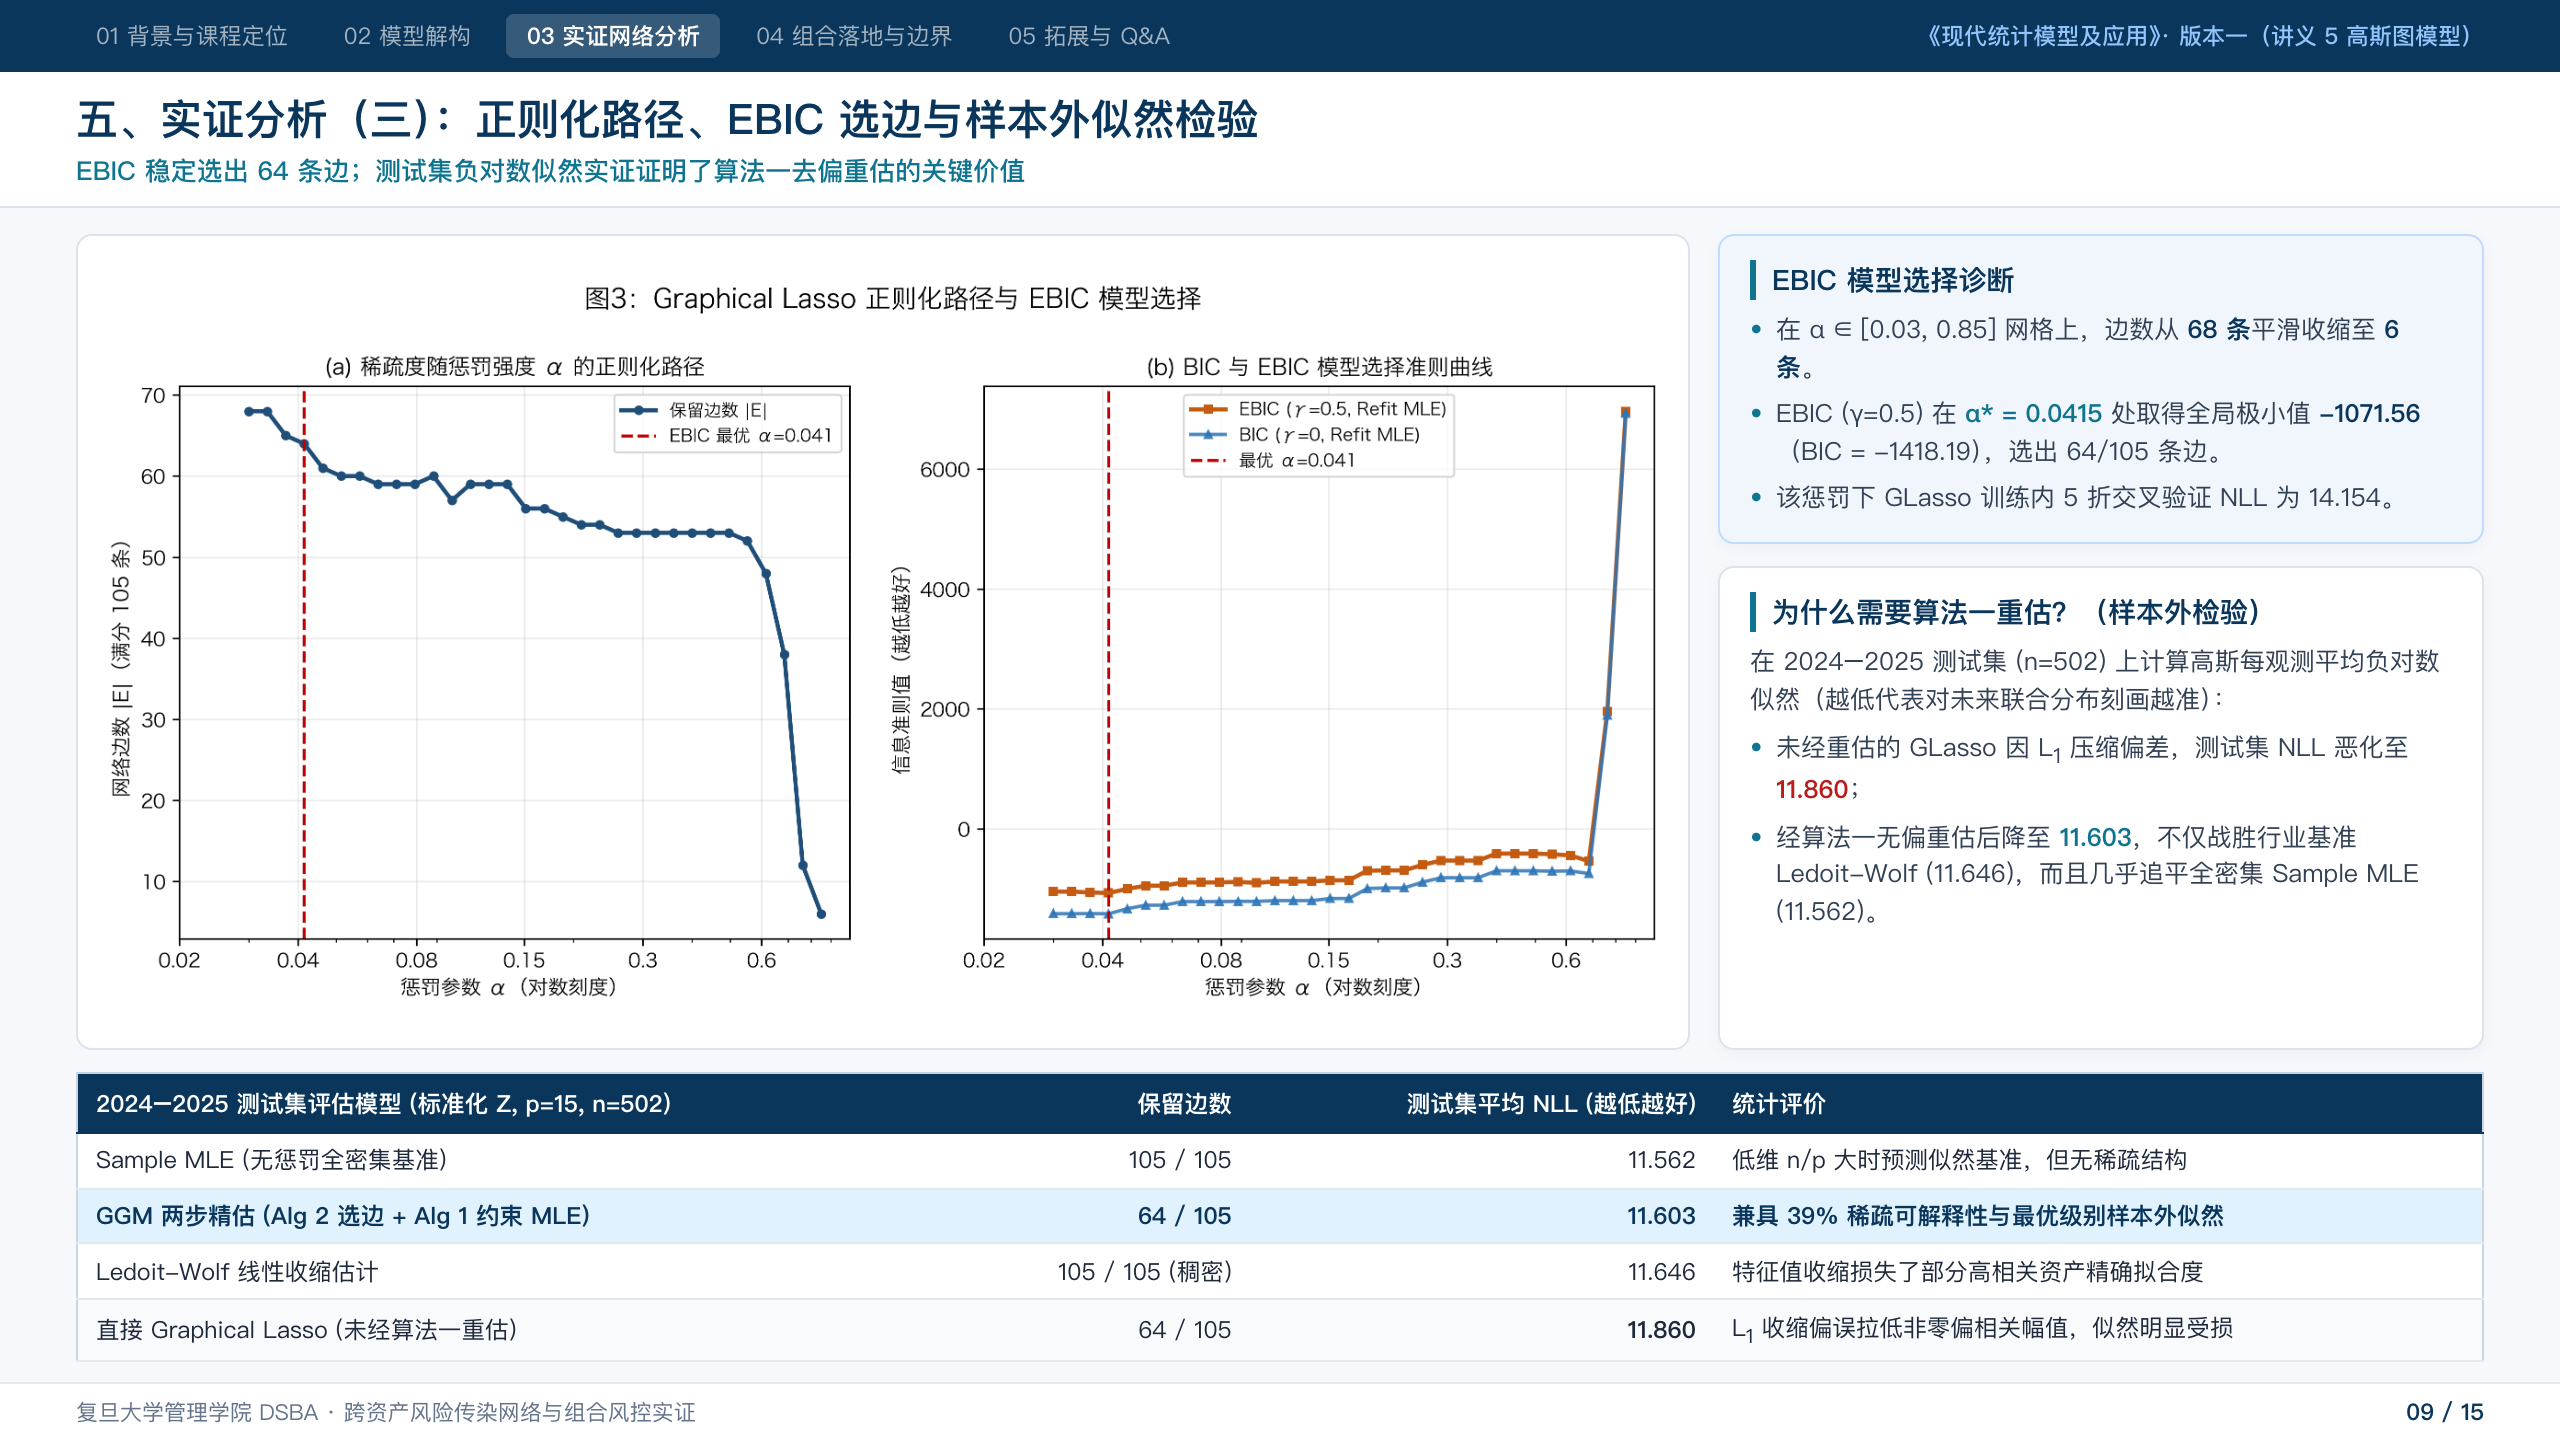 01 背景与课程定位 02 模型解构 03 实证网络分析 04 组合落地与边界 05 拓展与 Q&A 《现代统计模型及应用》· 版本一（讲义 5 高斯图模型）
五、实证分析（三）：正则化路径、EBIC 选边与样本外似然检验
EBIC 稳定选出 64 条边；测试集负对数似然实证证明了算法一去偏重估的关键价值
图3：Graphical Lasso 正则化路径与 EBIC 模型选择
(a) 稀疏度随惩罚强度 α 的正则化路径
保留边数 |E|
EBIC 最优 α=0.041
网络边数 |E|（满分 105 条）
70
60
50
40
30
20
10
0.02 0.04 0.08 0.15 0.3 0.6
惩罚参数 α（对数刻度）
(b) BIC 与 EBIC 模型选择准则曲线
EBIC (γ=0.5, Refit MLE)
BIC (γ=0, Refit MLE)
最优 α=0.041
信息准则值（越低越好）
6000
4000
2000
0
0.02 0.04 0.08 0.15 0.3 0.6
惩罚参数 α（对数刻度）
EBIC 模型选择诊断
• 在 α ∈ [0.03, 0.85] 网格上，边数从 68 条平滑收缩至 6
条。
• EBIC (γ=0.5) 在 α* = 0.0415 处取得全局极小值 −1071.56
（BIC = −1418.19），选出 64/105 条边。
• 该惩罚下 GLasso 训练内 5 折交叉验证 NLL 为 14.154。
为什么需要算法一重估？（样本外检验）
在 2024—2025 测试集 (n=502) 上计算高斯每观测平均负对数
似然（越低代表对未来联合分布刻画越准）：
• 未经重估的 GLasso 因 L₁ 压缩偏差，测试集 NLL 恶化至
11.860；
• 经算法一无偏重估后降至 11.603，不仅战胜行业基准
Ledoit–Wolf (11.646)，而且几乎追平全密集 Sample MLE
(11.562)。
2024—2025 测试集评估模型 (标准化 Z, p=15, n=502) 保留边数 测试集平均 NLL (越低越好) 统计评价
Sample MLE (无惩罚全密集基准) 105 / 105 11.562 低维 n/p 大时预测似然基准，但无稀疏结构
GGM 两步精估 (Alg 2 选边 + Alg 1 约束 MLE) 64 / 105 11.603 兼具 39% 稀疏可解释性与最优级别样本外似然
Ledoit–Wolf 线性收缩估计 105 / 105 (稠密) 11.646 特征值收缩损失了部分高相关资产精确拟合度
直接 Graphical Lasso (未经算法一重估) 64 / 105 11.860 L₁ 收缩偏误拉低非零偏相关幅值，似然明显受损
复旦大学管理学院 DSBA · 跨资产风险传染网络与组合风控实证 09 / 15